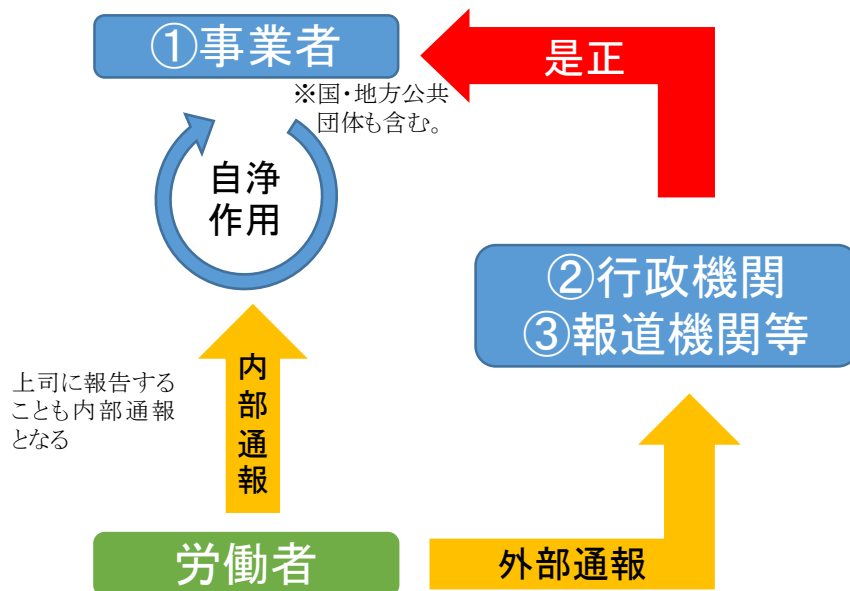 ①事業者
是正
※国・地方公共
団体も含む。
自浄
作用
②行政機関
③報道機関等
内部通報
上司に報告する
ことも内部通報
となる
労働者
外部通報